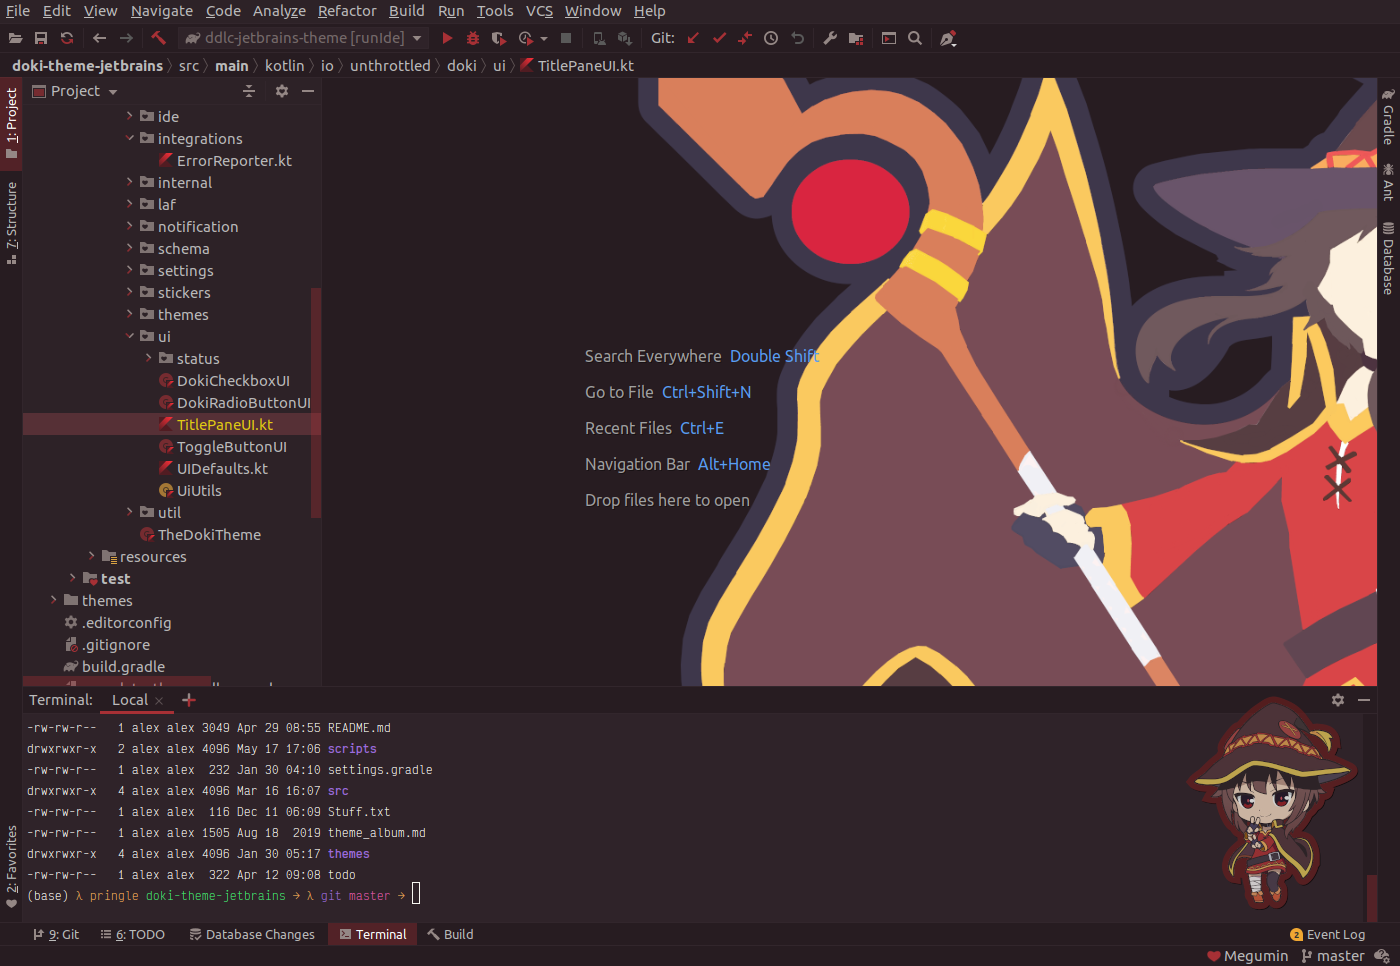 File Edit View Navigate Code Analyze Refactor Build Run Tools VCS Window Help
ddlc-jetbrains-theme [runIde] Git:
doki-theme-jetbrains src main kotlin io unthrottled doki ui TitlePaneUI.kt
1: Project
7: Structure
2: Favorites
Project
ide
integrations
ErrorReporter.kt
internal
laf
notification
schema
settings
stickers
themes
ui
status
DokiCheckboxUI
DokiRadioButtonUI
TitlePaneUI.kt
ToggleButtonUI
UIDefaults.kt
UiUtils
util
TheDokiTheme
resources
test
themes
.editorconfig
.gitignore
build.gradle
Search Everywhere Double Shift
Go to File Ctrl+Shift+N
Recent Files Ctrl+E
Navigation Bar Alt+Home
Drop files here to open
Gradle
Ant
Database
Terminal: Local
-rw-rw-r-- 1 alex alex 3049 Apr 29 08:55 README.md
drwxrwxr-x 2 alex alex 4096 May 17 17:06 scripts
-rw-rw-r-- 1 alex alex 232 Jan 30 04:10 settings.gradle
drwxrwxr-x 4 alex alex 4096 Mar 16 16:07 src
-rw-rw-r-- 1 alex alex 116 Dec 11 06:09 Stuff.txt
-rw-rw-r-- 1 alex alex 1505 Aug 18 2019 theme_album.md
drwxrwxr-x 4 alex alex 4096 Jan 30 05:17 themes
-rw-rw-r-- 1 alex alex 322 Apr 12 09:08 todo
(base) λ pringle doki-theme-jetbrains → λ git master →
9: Git 6: TODO Database Changes Terminal Build 2 Event Log
Megumin master